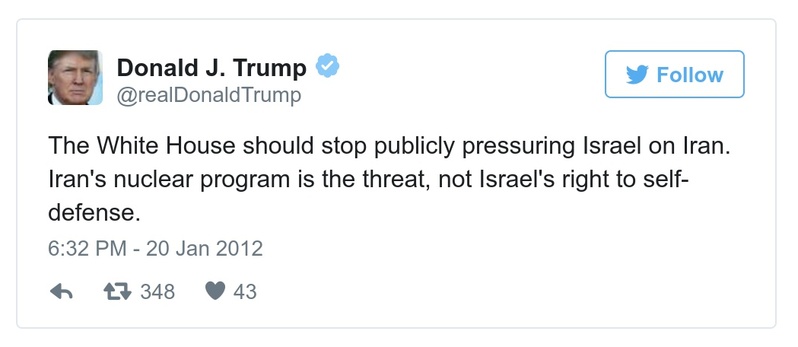 Donald J. Trump
@realDonaldTrump
Follow
The White House should stop publicly pressuring Israel on Iran.
Iran's nuclear program is the threat, not Israel's right to self-
defense.
6:32 PM - 20 Jan 2012
348 43